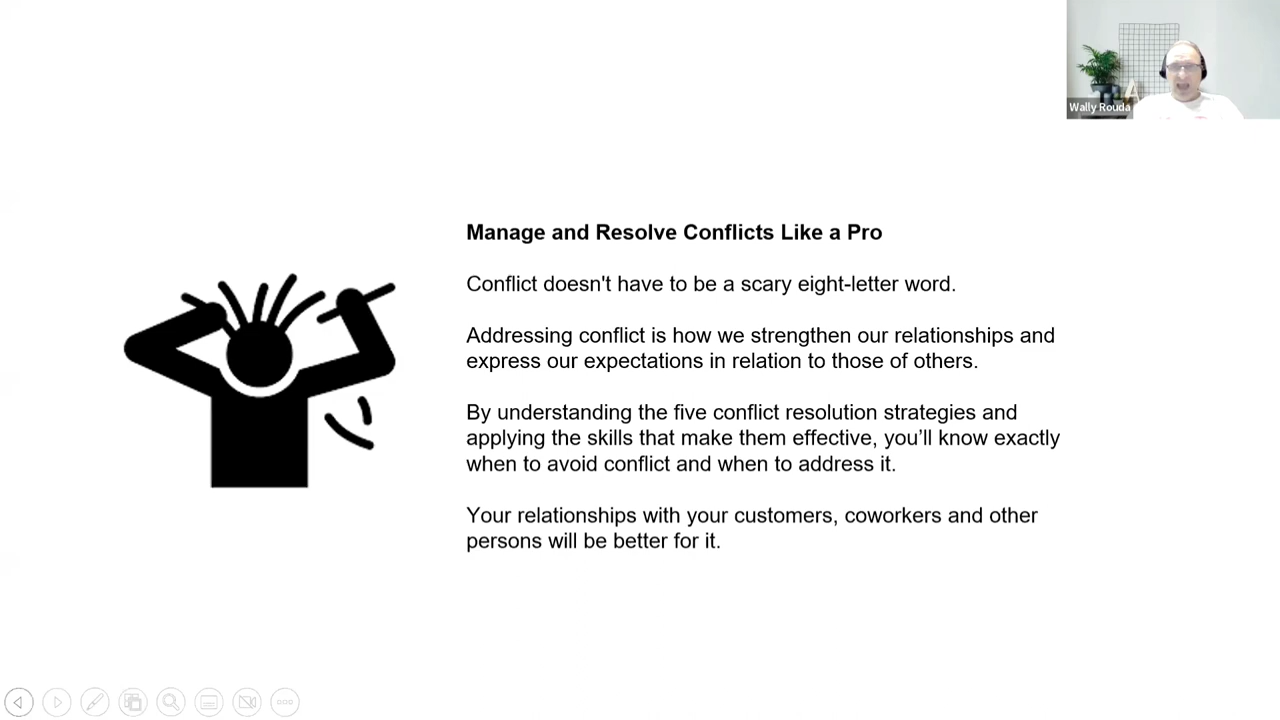 Wally Rouda
Manage and Resolve Conflicts Like a Pro
Conflict doesn't have to be a scary eight-letter word.
Addressing conflict is how we strengthen our relationships and
express our expectations in relation to those of others.
By understanding the five conflict resolution strategies and
applying the skills that make them effective, you’ll know exactly
when to avoid conflict and when to address it.
Your relationships with your customers, coworkers and other
persons will be better for it.